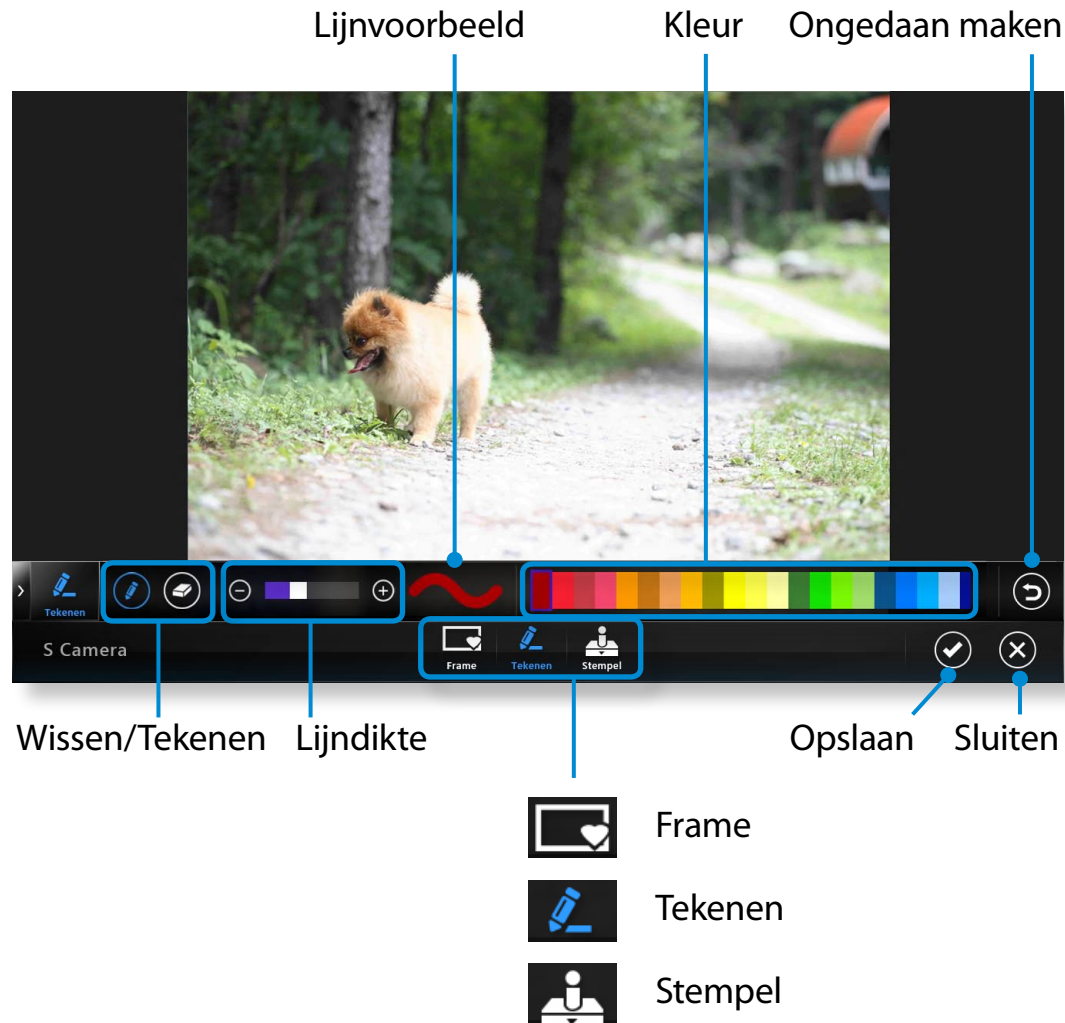 Lijnvoorbeeld Kleur Ongedaan maken
Tekenen
S Camera
Frame Tekenen Stempel
Wissen/Tekenen Lijndikte Opslaan Sluiten
Frame
Tekenen
Stempel